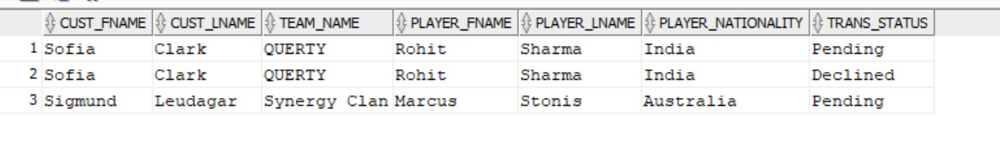 CUST_FNAME CUST_LNAME TEAM_NAME PLAYER_FNAME PLAYER_LNAME PLAYER_NATIONALITY TRANS_STATUS
1 Sofia Clark QUERTY Rohit Sharma India Pending
2 Sofia Clark QUERTY Rohit Sharma India Declined
3 Sigmund Leudagar Synergy Clan Marcus Stonis Australia Pending